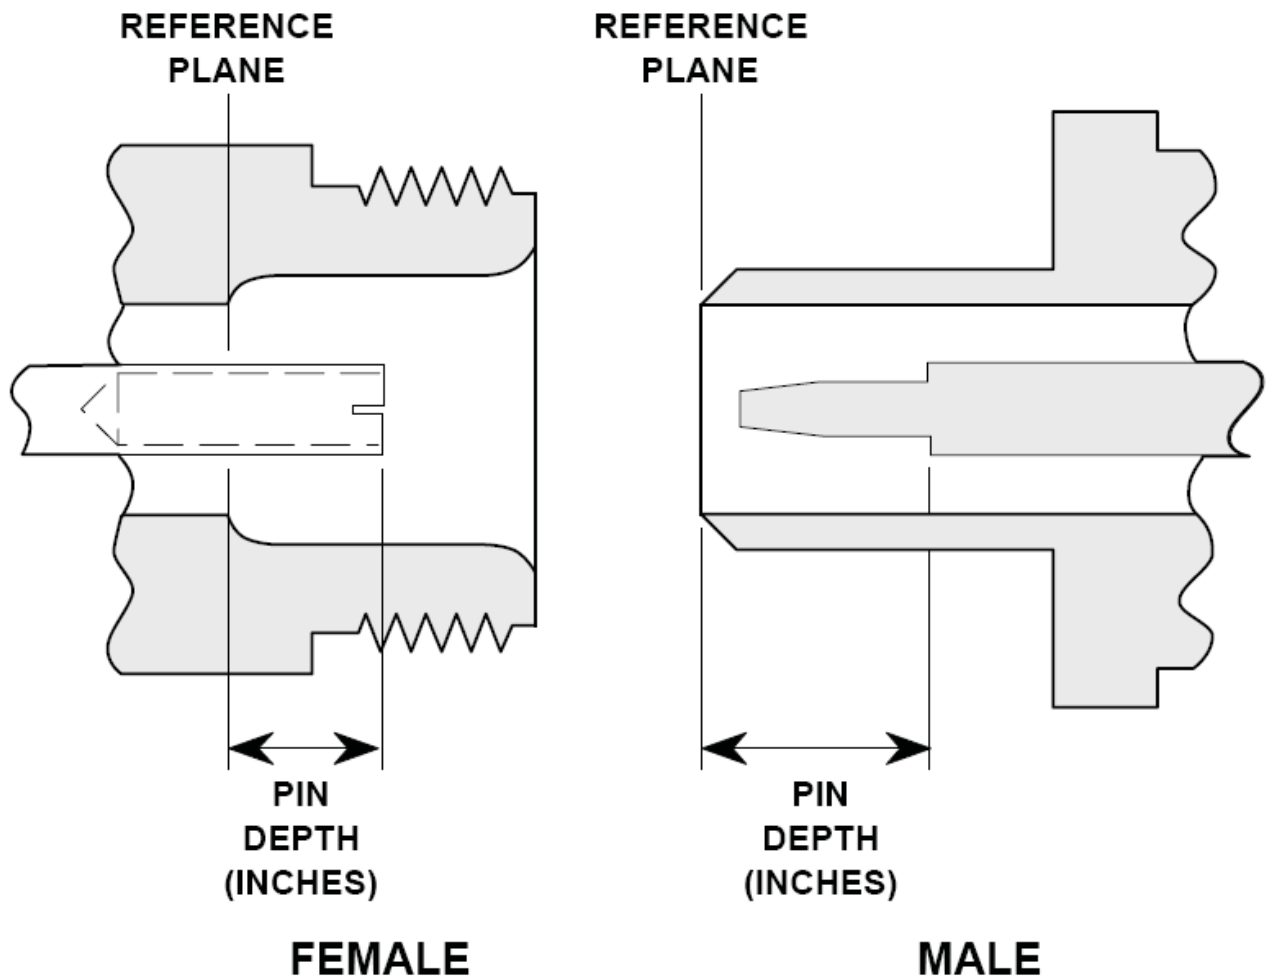 REFERENCE
PLANE
REFERENCE
PLANE
PIN
DEPTH
(INCHES)
PIN
DEPTH
(INCHES)
FEMALE
MALE